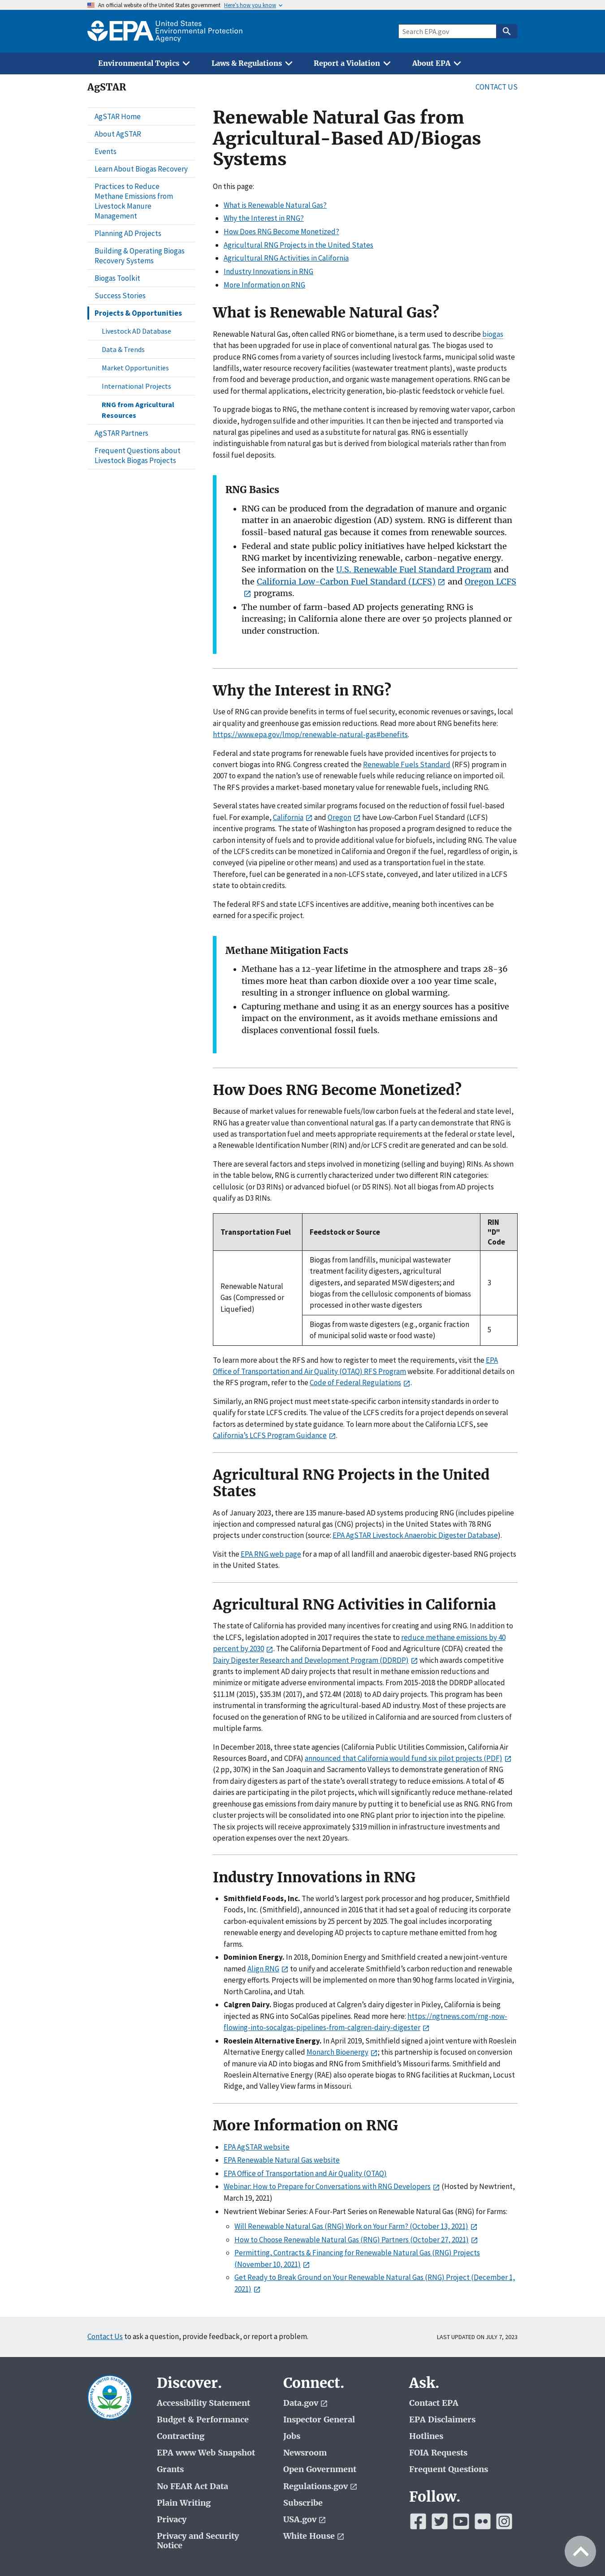 An official website of the United States government Here's how you know
EPA United States
Environmental Protection
Agency
Search EPA.gov
Environmental Topics
Laws & Regulations
Report a Violation
About EPA
AgSTAR
CONTACT US
AgSTAR Home
About AgSTAR
Events
Learn About Biogas Recovery
Practices to Reduce
Methane Emissions from
Livestock Manure
Management
Planning AD Projects
Building & Operating Biogas
Recovery Systems
Biogas Toolkit
Success Stories
Projects & Opportunities
Livestock AD Database
Data & Trends
Market Opportunities
International Projects
RNG from Agricultural
Resources
AgSTAR Partners
Frequent Questions about
Livestock Biogas Projects
Renewable Natural Gas from
Agricultural-Based AD/Biogas
Systems
On this page:
What is Renewable Natural Gas?
Why the Interest in RNG?
How Does RNG Become Monetized?
Agricultural RNG Projects in the United States
Agricultural RNG Activities in California
Industry Innovations in RNG
More Information on RNG
What is Renewable Natural Gas?
Renewable Natural Gas, often called RNG or biomethane, is a term used to describe biogas
that has been upgraded for use in place of conventional natural gas. The biogas used to
produce RNG comes from a variety of sources including livestock farms, municipal solid waste
landfills, water resource recovery facilities (wastewater treatment plants), waste streams
from food and beverage production, and organic waste management operations. RNG can be
used for thermal applications, electricity generation, bio-plastic feedstock or vehicle fuel.
To upgrade biogas to RNG, the methane content is increased by removing water vapor, carbon
dioxide, hydrogen sulfide and other impurities. It can then be injected and transported via
natural gas pipelines and used as a substitute for natural gas. RNG is essentially
indistinguishable from natural gas but is derived from biological materials rather than from
fossil fuel deposits.
RNG Basics
RNG can be produced from the degradation of manure and organic
matter in an anaerobic digestion (AD) system. RNG is different than
fossil-based natural gas because it comes from renewable sources.
Federal and state public policy initiatives have helped kickstart the
RNG market by incentivizing renewable, carbon-negative energy.
See information on the U.S. Renewable Fuel Standard Program and
the California Low-Carbon Fuel Standard (LCFS) and Oregon LCFS
programs.
The number of farm-based AD projects generating RNG is
increasing; in California alone there are over 50 projects planned or
under construction.
Why the Interest in RNG?
Use of RNG can provide benefits in terms of fuel security, economic revenues or savings, local
air quality and greenhouse gas emission reductions. Read more about RNG benefits here:
https://www.epa.gov/lmop/renewable-natural-gas#benefits.
Federal and state programs for renewable fuels have provided incentives for projects to
convert biogas into RNG. Congress created the Renewable Fuels Standard (RFS) program in
2007 to expand the nation's use of renewable fuels while reducing reliance on imported oil.
The RFS provides a market-based monetary value for renewable fuels, including RNG.
Several states have created similar programs focused on the reduction of fossil fuel-based
fuel. For example, California and Oregon have Low-Carbon Fuel Standard (LCFS)
incentive programs. The state of Washington has proposed a program designed to reduce the
carbon intensity of fuels and to provide additional value for biofuels, including RNG. The value
of the LCFS credits can be monetized in California and Oregon if the fuel, regardless of origin, is
conveyed (via pipeline or other means) and used as a transportation fuel in the state.
Therefore, fuel can be generated in a non-LCFS state, conveyed, and later utilized in a LCFS
state to obtain credits.
The federal RFS and state LCFS incentives are additive, meaning both incentives can be
earned for a specific project.
Methane Mitigation Facts
Methane has a 12-year lifetime in the atmosphere and traps 28-36
times more heat than carbon dioxide over a 100 year time scale,
resulting in a stronger influence on global warming.
Capturing methane and using it as an energy sources has a positive
impact on the environment, as it avoids methane emissions and
displaces conventional fossil fuels.
How Does RNG Become Monetized?
Because of market values for renewable fuels/low carbon fuels at the federal and state level,
RNG has a greater value than conventional natural gas. If a party can demonstrate that RNG is
used as transportation fuel and meets appropriate requirements at the federal or state level,
a Renewable Identification Number (RIN) and/or LCFS credit are generated and can be sold.
There are several factors and steps involved in monetizing (selling and buying) RINs. As shown
in the table below, RNG is currently characterized under two different RIN categories:
cellulosic (or D3 RINs) or advanced biofuel (or D5 RINS). Not all biogas from AD projects
qualify as D3 RINs.
Transportation Fuel
Feedstock or Source
RIN
"D"
Code
Renewable Natural
Gas (Compressed or
Liquefied)
Biogas from landfills, municipal wastewater
treatment facility digesters, agricultural
digesters, and separated MSW digesters; and
biogas from the cellulosic components of biomass
processed in other waste digesters
3
Biogas from waste digesters (e.g., organic fraction
of municipal solid waste or food waste)
5
To learn more about the RFS and how to register to meet the requirements, visit the EPA
Office of Transportation and Air Quality (OTAQ) RFS Program website. For additional details on
the RFS program, refer to the Code of Federal Regulations.
Similarly, an RNG project must meet state-specific carbon intensity standards in order to
qualify for state LCFS credits. The value of the LCFS credits for a project depends on several
factors as determined by state guidance. To learn more about the California LCFS, see
California's LCFS Program Guidance.
Agricultural RNG Projects in the United
States
As of January 2023, there are 135 manure-based AD systems producing RNG (includes pipeline
injection and compressed natural gas (CNG) projects) in the United States with 78 RNG
projects under construction (source: EPA AgSTAR Livestock Anaerobic Digester Database).
Visit the EPA RNG web page for a map of all landfill and anaerobic digester-based RNG projects
in the United States.
Agricultural RNG Activities in California
The state of California has provided many incentives for creating and using RNG. In addition to
the LCFS, legislation adopted in 2017 requires the state to reduce methane emissions by 40
percent by 2030. The California Department of Food and Agriculture (CDFA) created the
Dairy Digester Research and Development Program (DDRDP) which awards competitive
grants to implement AD dairy projects that result in methane emission reductions and
minimize or mitigate adverse environmental impacts. From 2015-2018 the DDRDP allocated
$11.1M (2015), $35.3M (2017), and $72.4M (2018) to AD dairy projects. This program has been
instrumental in transforming the agricultural-based AD industry in California. Most projects are
focused on the generation of RNG to be utilized in California and are structured as clusters of
multiple farms.
In December 2018, three state agencies (California Public Utilities Commission, California Air
Resources Board, and CDFA) announced that California would fund six pilot projects (PDF)
(2 pp, 307K) in the San Joaquin and Sacramento Valleys to demonstrate generation of RNG
from dairy digesters as part of the state's overall strategy to reduce emissions. A total of 45
dairies are participating in the pilot projects, which will significantly reduce methane-related
greenhouse gas emissions from dairy manure by putting it to beneficial use as RNG. RNG from
cluster projects will be consolidated into one RNG plant prior to injection into the pipeline.
The six projects will receive approximately $319 million in infrastructure investments and
operation expenses over the next 20 years.
Industry Innovations in RNG
Smithfield Foods, Inc. The world's largest pork processor and hog producer, Smithfield
Foods, Inc. (Smithfield), announced in 2016 that it had set a goal of reducing its corporate
carbon-equivalent emissions by 25 percent by 2025. The goal includes incorporating
renewable energy and developing AD projects to capture methane emitted from hog
farms.
Dominion Energy. In 2018, Dominion Energy and Smithfield created a new joint-venture
named Align RNG to unify and accelerate Smithfield's carbon reduction and renewable
energy efforts. Projects will be implemented on more than 90 hog farms located in Virginia,
North Carolina, and Utah.
Calgren Dairy. Biogas produced at Calgren's dairy digester in Pixley, California is being
injected as RNG into SoCalGas pipelines. Read more here: https://ngtnews.com/rng-now-
flowing-into-socalgas-pipelines-from-calgren-dairy-digester
Roeslein Alternative Energy. In April 2019, Smithfield signed a joint venture with Roeslein
Alternative Energy called Monarch Bioenergy; this partnership is focused on conversion
of manure via AD into biogas and RNG from Smithfield's Missouri farms. Smithfield and
Roeslein Alternative Energy (RAE) also operate biogas to RNG facilities at Ruckman, Locust
Ridge, and Valley View farms in Missouri.
More Information on RNG
EPA AgSTAR website
EPA Renewable Natural Gas website
EPA Office of Transportation and Air Quality (OTAQ)
Webinar: How to Prepare for Conversations with RNG Developers (Hosted by Newtrient,
March 19, 2021)
Newtrient Webinar Series: A Four-Part Series on Renewable Natural Gas (RNG) for Farms:
Will Renewable Natural Gas (RNG) Work on Your Farm? (October 13, 2021)
How to Choose Renewable Natural Gas (RNG) Partners (October 27, 2021)
Permitting, Contracts & Financing for Renewable Natural Gas (RNG) Projects
(November 10, 2021)
Get Ready to Break Ground on Your Renewable Natural Gas (RNG) Project (December 1,
2021)
Contact Us to ask a question, provide feedback, or report a problem.
LAST UPDATED ON JULY 7, 2023
Discover.
Accessibility Statement
Budget & Performance
Contracting
EPA www Web Snapshot
Grants
No FEAR Act Data
Plain Writing
Privacy
Privacy and Security
Notice
Connect.
Data.gov
Inspector General
Jobs
Newsroom
Open Government
Regulations.gov
Subscribe
USA.gov
White House
Ask.
Contact EPA
EPA Disclaimers
Hotlines
FOIA Requests
Frequent Questions
Follow.